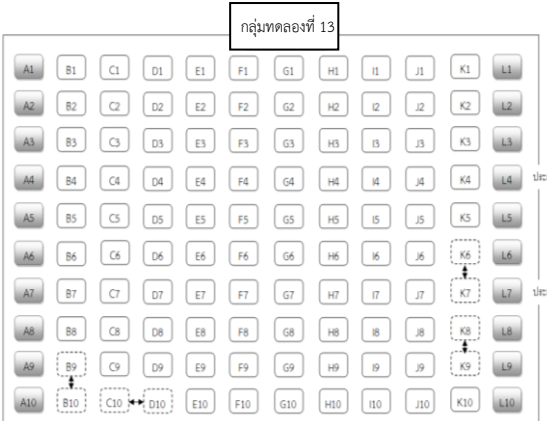 กลุ่มทดลองที่ 13
A1 B1 C1 D1 E1 F1 G1 H1 I1 J1 K1 L1
A2 B2 C2 D2 E2 F2 G2 H2 I2 J2 K2 L2
A3 B3 C3 D3 E3 F3 G3 H3 I3 J3 K3 L3
A4 B4 C4 D4 E4 F4 G4 H4 I4 J4 K4 L4
A5 B5 C5 D5 E5 F5 G5 H5 I5 J5 K5 L5
A6 B6 C6 D6 E6 F6 G6 H6 I6 J6 K6 L6
A7 B7 C7 D7 E7 F7 G7 H7 I7 J7 K7 L7
A8 B8 C8 D8 E8 F8 G8 H8 I8 J8 K8 L8
A9 B9 C9 D9 E9 F9 G9 H9 I9 J9 K9 L9
A10 B10 C10 D10 E10 F10 G10 H10 I10 J10 K10 L10